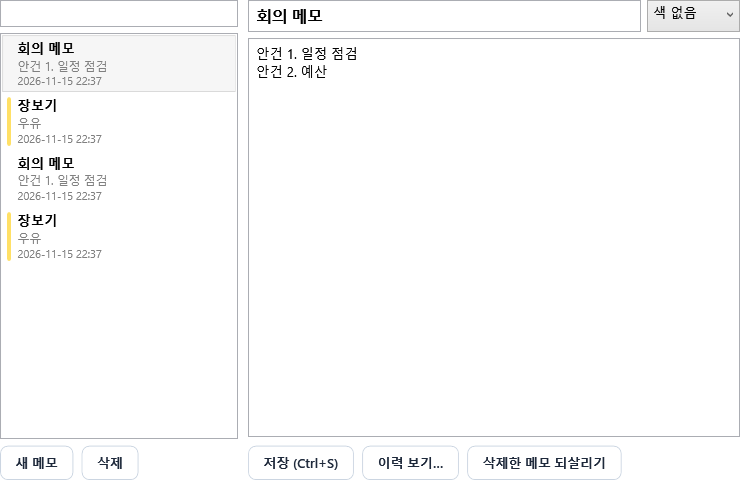 회의 메모
안건 1. 일정 점검
2026-11-15 22:37
장보기
우유
2026-11-15 22:37
회의 메모
안건 1. 일정 점검
2026-11-15 22:37
장보기
우유
2026-11-15 22:37
새 메모
삭제
회의 메모
색 없음
안건 1. 일정 점검
안건 2. 예산
저장 (Ctrl+S)
이력 보기...
삭제한 메모 되살리기